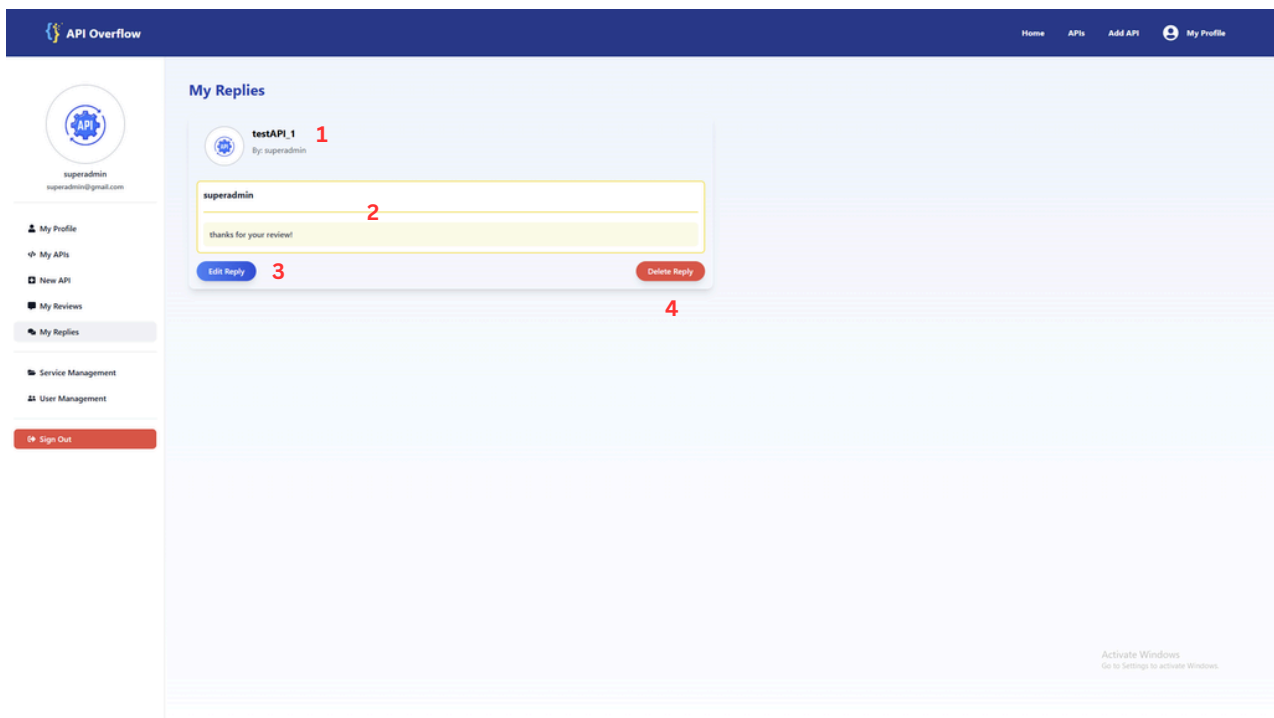 API Overflow
Home APIs Add API My Profile
API
superadmin
superadmin@gmail.com
My Profile
My APIs
New API
My Reviews
My Replies
Service Management
User Management
Sign Out
My Replies
API
testAPI_1 1
By: superadmin
superadmin
2
thanks for your review!
Edit Reply 3 Delete Reply
4
Activate Windows
Go to Settings to activate Windows.